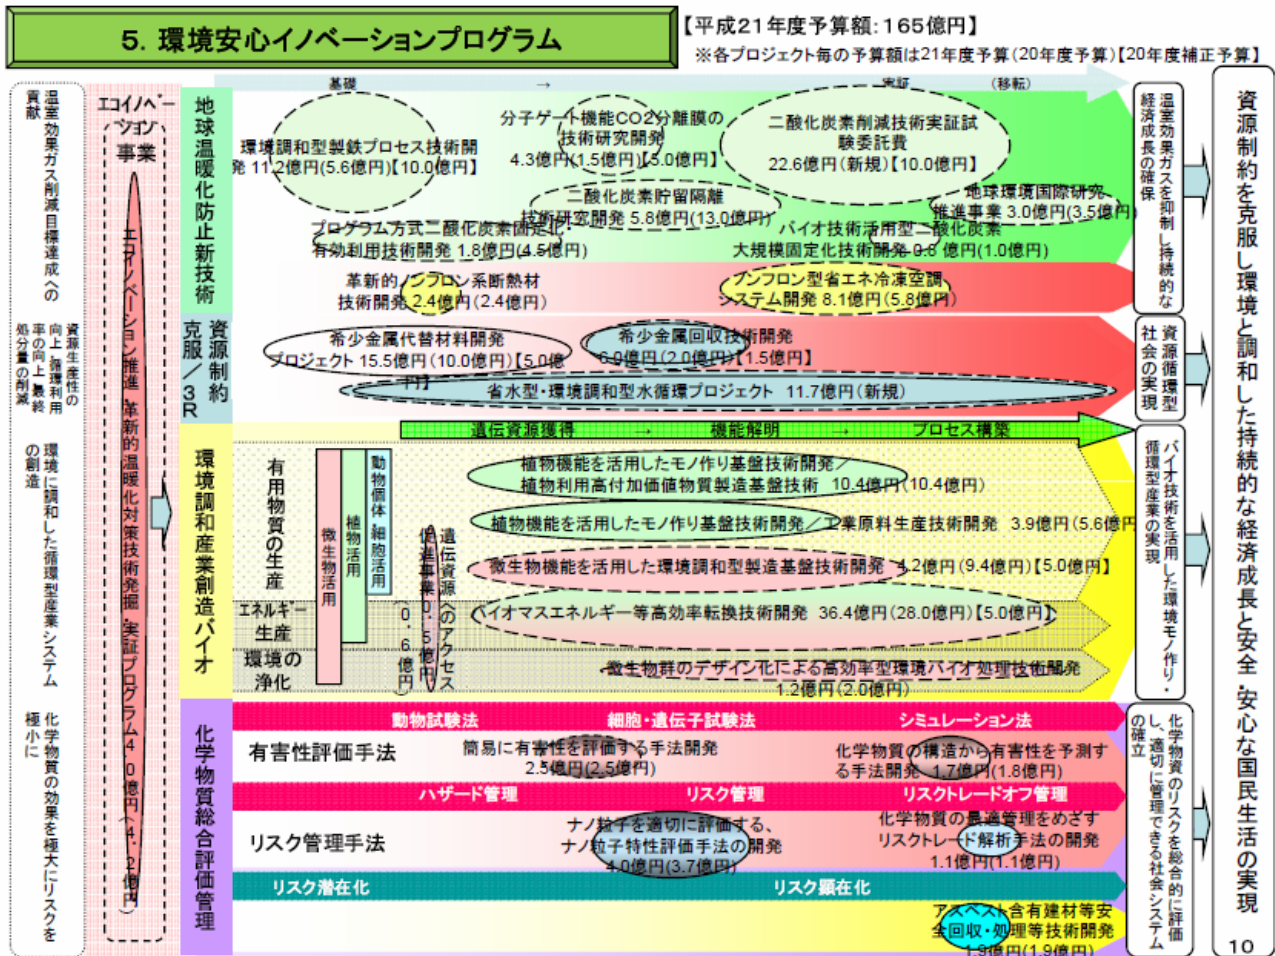 5．環境安心イノベーションプログラム
【平成21年度予算額：165億円】
※各プロジェクト毎の予算額は21年度予算（20年度予算）【20年度補正予算】
基礎
→
実証
（移転）
温室効果ガス削減目標達成への
貢献
資源生産性の
向上、循環利用
率の向上、最終
処分量の削減
環境に調和した循環型産業システム
の創造
化学物質の効果を極大にリスクを
極小に
エコイノベー
ション
事業
エコイノベーション推進・革新的温暖化対策技術発掘・実証プログラム4.0億円（4.2億円）
地球温暖化防止新技術
環境調和型製鉄プロセス技術開
発 11.2億円(5.6億円)【10.0億円】
分子ゲート機能CO2分離膜の
技術研究開発
4.3億円(1.5億円)【5.0億円】
二酸化炭素削減技術実証試
験委託費
22.6億円(新規)【10.0億円】
二酸化炭素貯留隔離
技術研究開発 5.8億円(13.0億円)
地球環境国際研究
推進事業 3.0億円(3.5億円)
プログラム方式二酸化炭素固定化・
有効利用技術開発 1.8億円(4.5億円)
バイオ技術活用型二酸化炭素
大規模固定化技術開発 0.8億円(1.0億円)
革新的ノンフロン系断熱材
技術開発 2.4億円(2.4億円)
ノンフロン型省エネ冷凍空調
システム開発 8.1億円(5.8億円)
資源制約
克服／3R
希少金属代替材料開発
プロジェクト 15.5億円(10.0億円)【5.0億
円】
希少金属回収技術開発
6.0億円(2.0億円)【1.5億円】
省水型・環境調和型水循環プロジェクト 11.7億円(新規)
環境調和産業創造バイオ
遺伝資源獲得 → 機能解明 → プロセス構築
有用物質の生産
エネルギー
生産
環境の
浄化
微生物活用
植物活用
動物個体・細胞活用
遺伝資源へのアクセス
促進事業0.5億円
（0.6億円）
植物機能を活用したモノ作り基盤技術開発／
植物利用高付加価値物質製造基盤技術 10.4億円(10.4億円)
植物機能を活用したモノ作り基盤技術開発／工業原料生産技術開発 3.9億円(5.6億円
微生物機能を活用した環境調和型製造基盤技術開発 4.2億円(9.4億円)【5.0億円】
バイオマスエネルギー等高効率転換技術開発 36.4億円(28.0億円)【5.0億円】
微生物群のデザイン化による高効率型環境バイオ処理技術開発
1.2億円(2.0億円)
化学物質総合評価管理
動物試験法
細胞・遺伝子試験法
シミュレーション法
有害性評価手法
簡易に有害性を評価する手法開発
2.5億円(2.5億円)
化学物質の構造から有害性を予測す
る手法開発 1.7億円(1.8億円)
ハザード管理
リスク管理
リスクトレードオフ管理
リスク管理手法
ナノ粒子を適切に評価する、
ナノ粒子特性評価手法の開発
4.0億円(3.7億円)
化学物質の最適管理をめざす
リスクトレード解析手法の開発
1.1億円(1.1億円)
リスク潜在化
リスク顕在化
アスベスト含有建材等安
全回収・処理等技術開発
1.9億円(1.9億円)
温室効果ガスを抑制し持続的な
経済成長の確保
資源循環型
社会の実現
バイオ技術を活用した環境モノ作り・
循環型産業の実現
化学物資のリスクを総合的に評価
し、適切に管理できる社会システム
の確立
資源制約を克服し環境と調和した持続的な経済成長と安全・安心な国民生活の実現
10